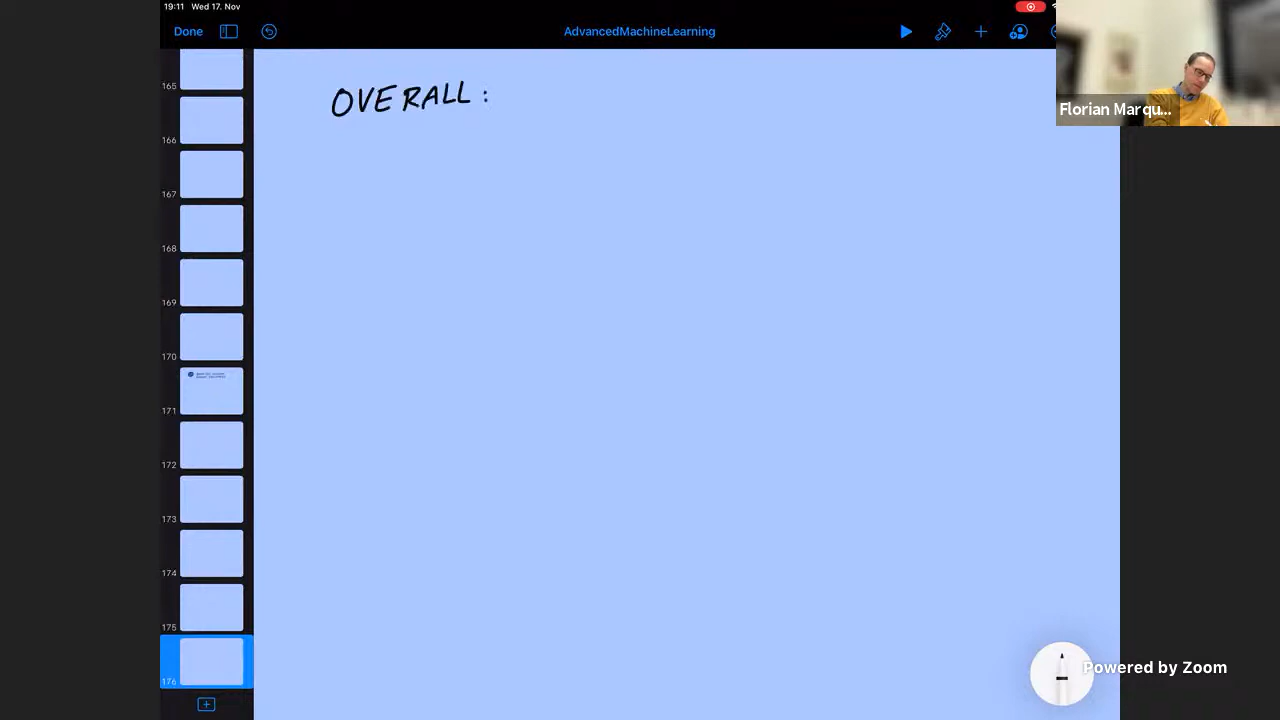 19:11 Wed 17. Nov
Done
AdvancedMachineLearning
Florian Marqu...
OVERALL :
165
166
167
168
169
170
171
172
173
174
175
176
Powered by Zoom